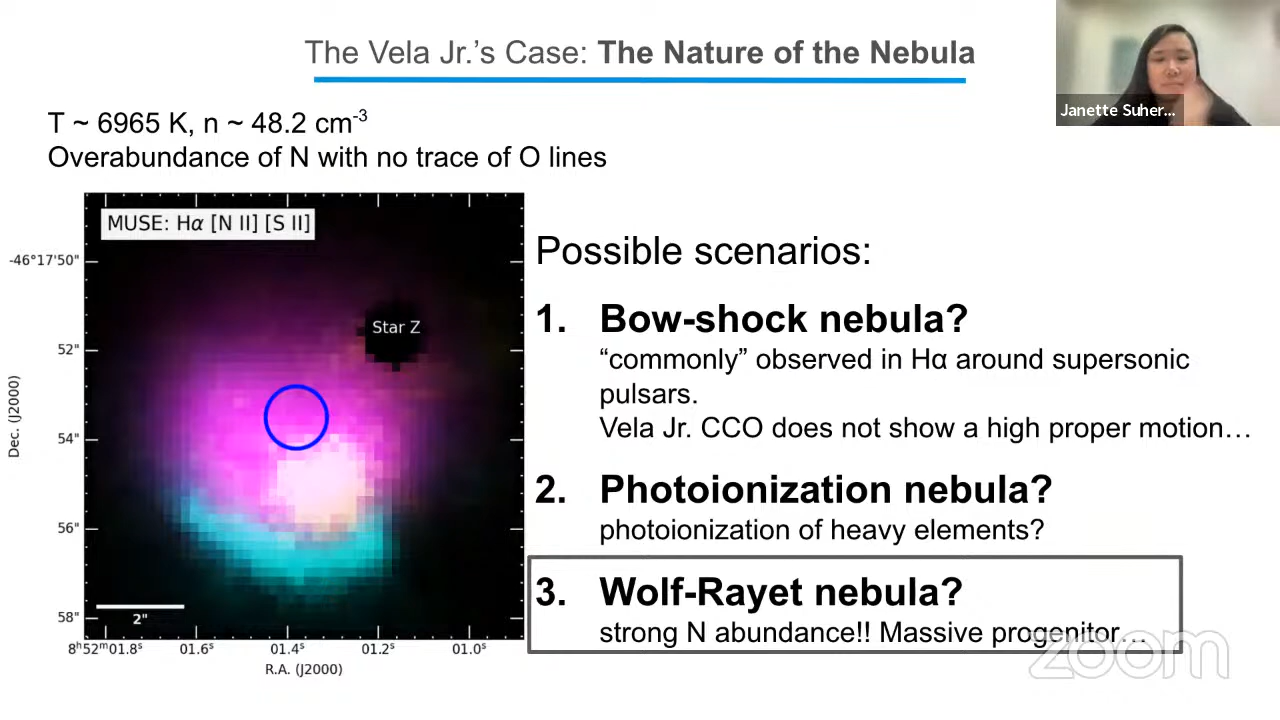 The Vela Jr.'s Case: The Nature of the Nebula
Janette Suher...
T ~ 6965 K, n ~ 48.2 cm⁻³
Overabundance of N with no trace of O lines
MUSE: Hα [N II] [S II]
Star Z
-46°17'50"
52"
54"
56"
58"
Dec. (J2000)
2"
8ʰ52ᵐ01.8ˢ
01.6ˢ
01.4ˢ
01.2ˢ
01.0ˢ
R.A. (J2000)
Possible scenarios:
1. Bow-shock nebula?
“commonly” observed in Hα around supersonic
pulsars.
Vela Jr. CCO does not show a high proper motion…
2. Photoionization nebula?
photoionization of heavy elements?
3. Wolf-Rayet nebula?
strong N abundance!! Massive progenitor…
zoom